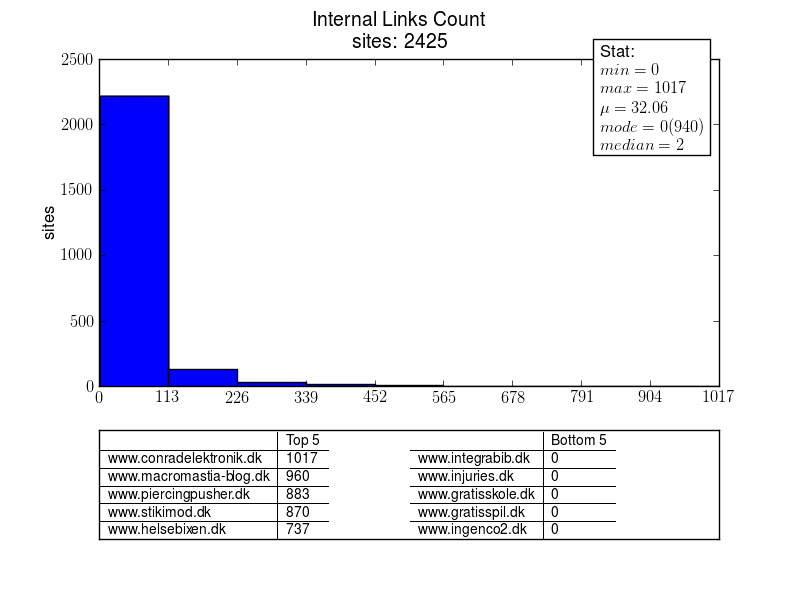 Internal Links Count
sites: 2425
Stat:
min = 0
max = 1017
μ = 32.06
mode = 0(940)
median = 2
2500
2000
1500
1000
500
0
sites
0 113 226 339 452 565 678 791 904 1017
Top 5
www.conradelektronik.dk 1017
www.macromastia-blog.dk 960
www.piercingpusher.dk 883
www.stikimod.dk 870
www.helsebixen.dk 737
Bottom 5
www.integrabib.dk 0
www.injuries.dk 0
www.gratisskole.dk 0
www.gratisspil.dk 0
www.ingenco2.dk 0